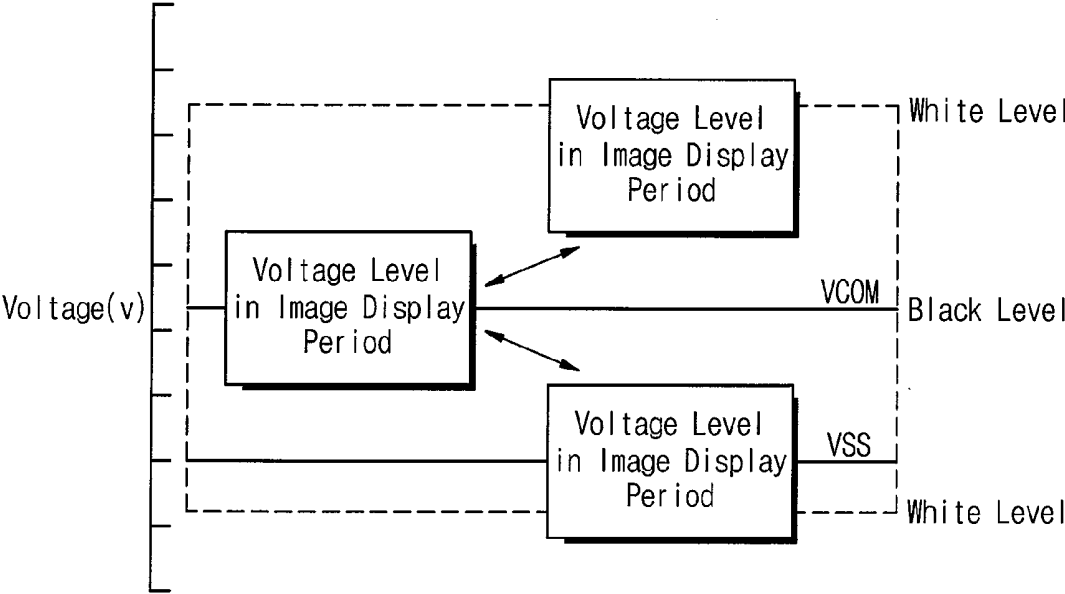 Voltage Level
in Image Display
Period
White Level
Voltage(v)
Voltage Level
in Image Display
Period
VCOM
Black Level
Voltage Level
in Image Display
Period
VSS
White Level